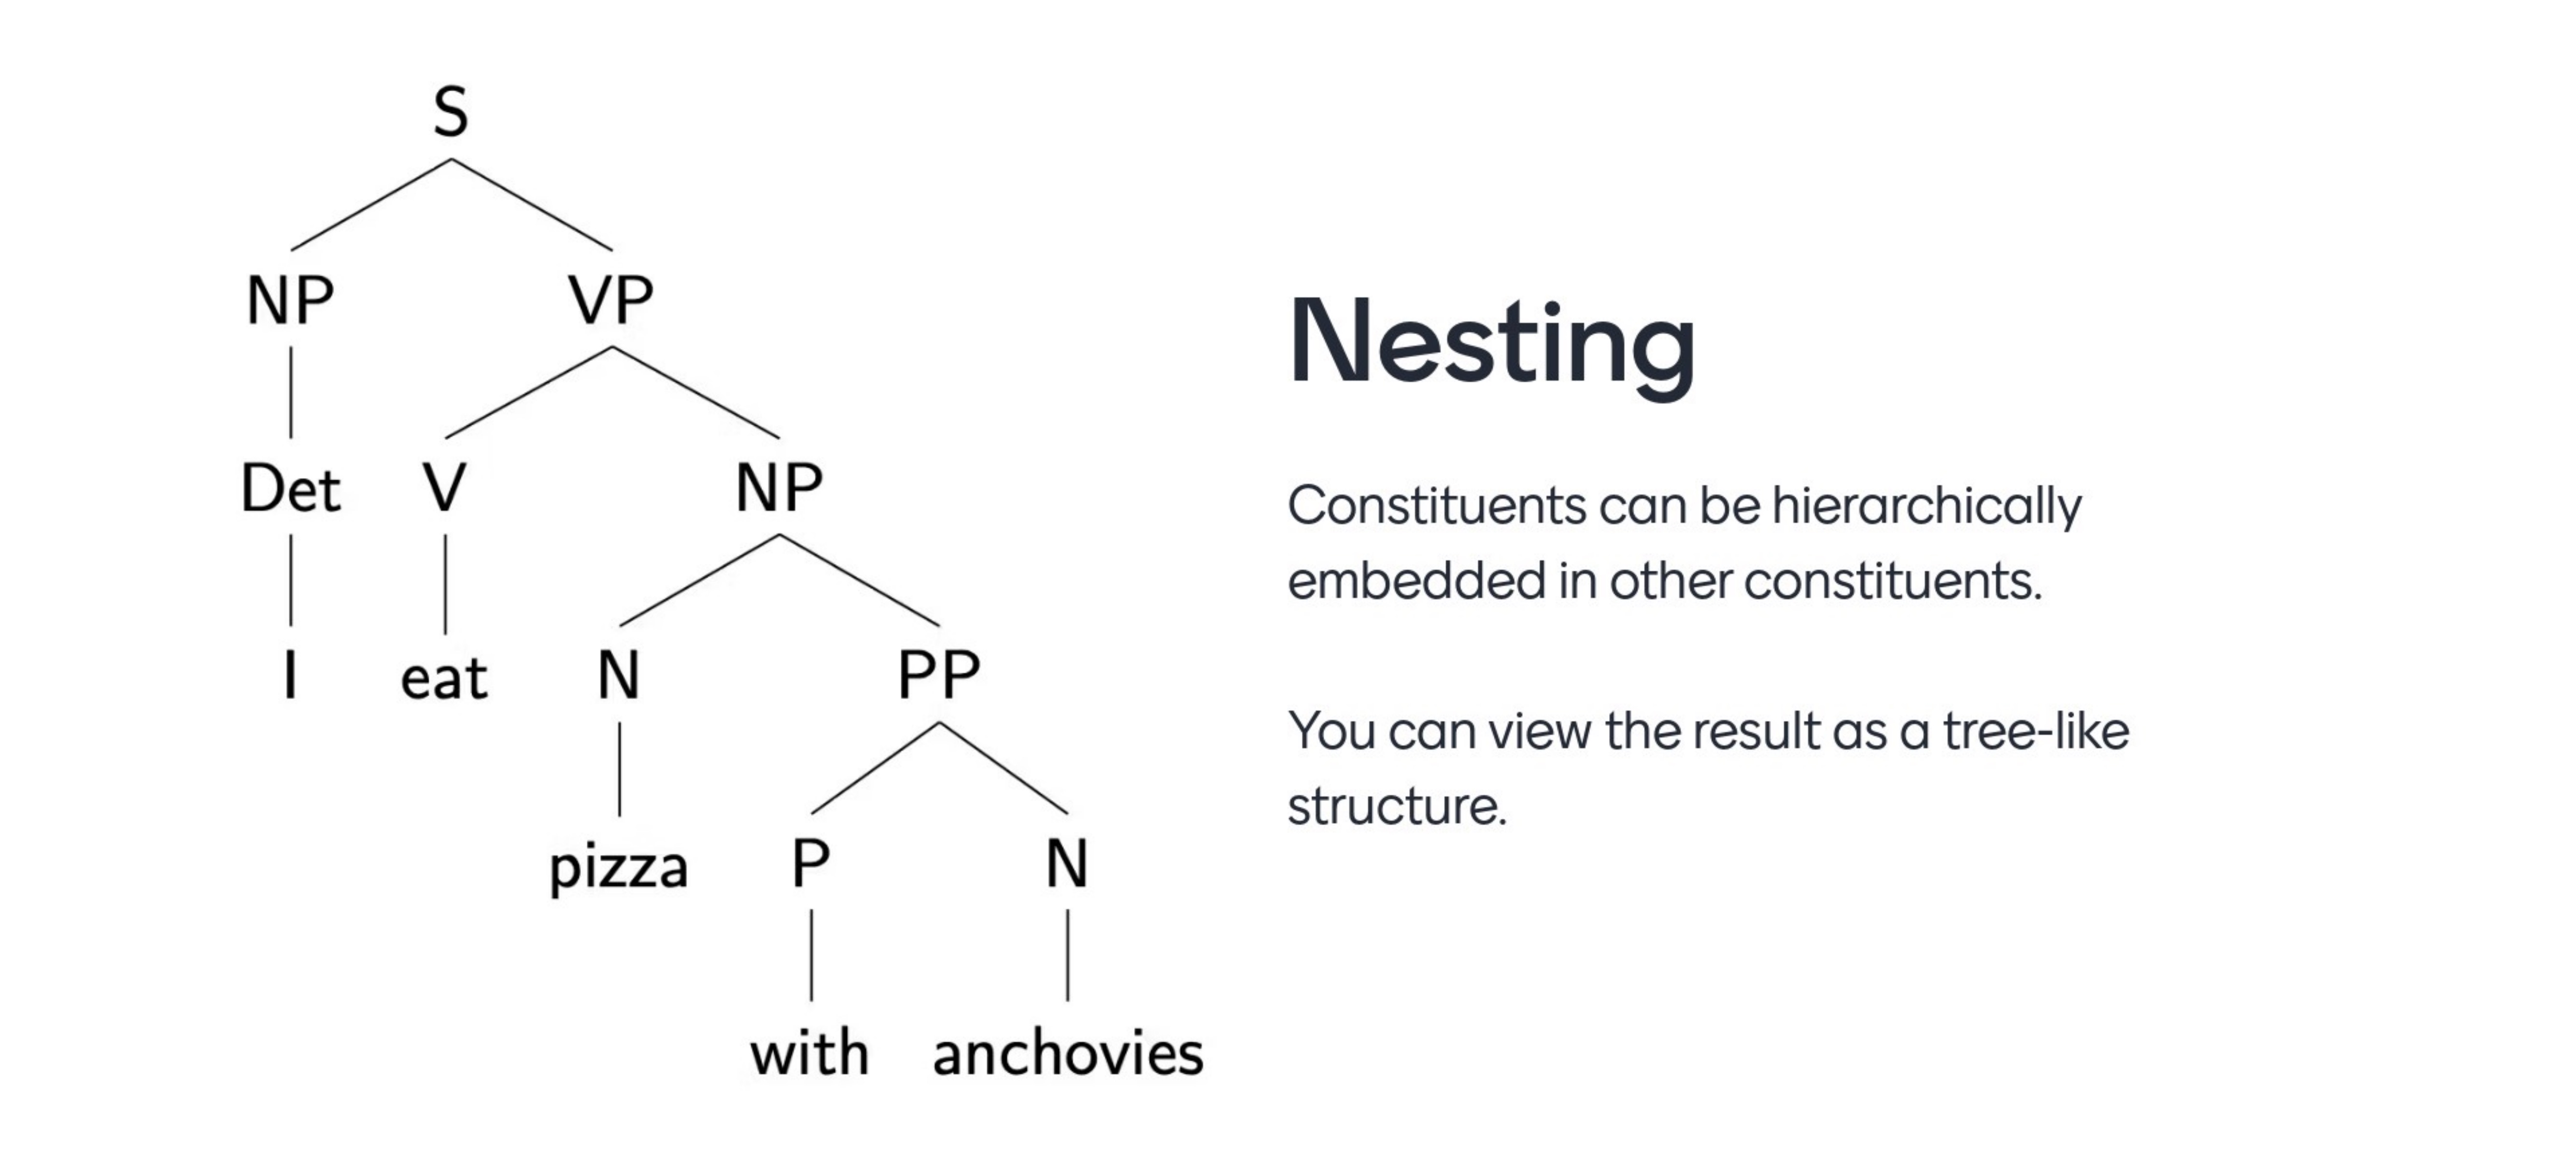 S
NP VP
Det V NP
I eat N PP
pizza P N
with anchovies
Nesting
Constituents can be hierarchically
embedded in other constituents.
You can view the result as a tree-like
structure.